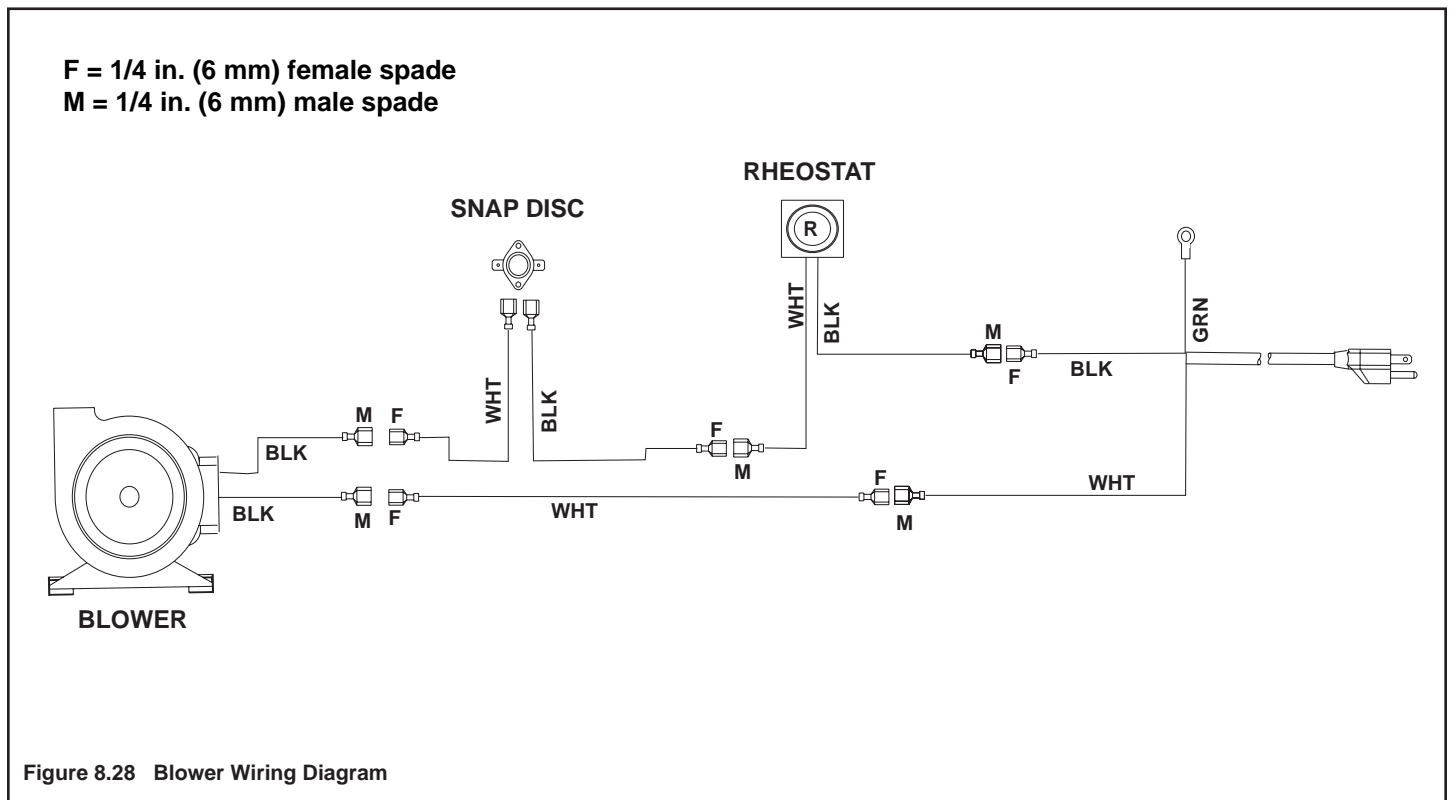 F = 1/4 in. (6 mm) female spade
M = 1/4 in. (6 mm) male spade
RHEOSTAT
SNAP DISC
R
WHT
BLK
GRN
M
F
BLK
WHT
BLK
M
F
BLK
F
M
BLK
M
F
WHT
F
M
WHT
BLOWER
Figure 8.28 Blower Wiring Diagram